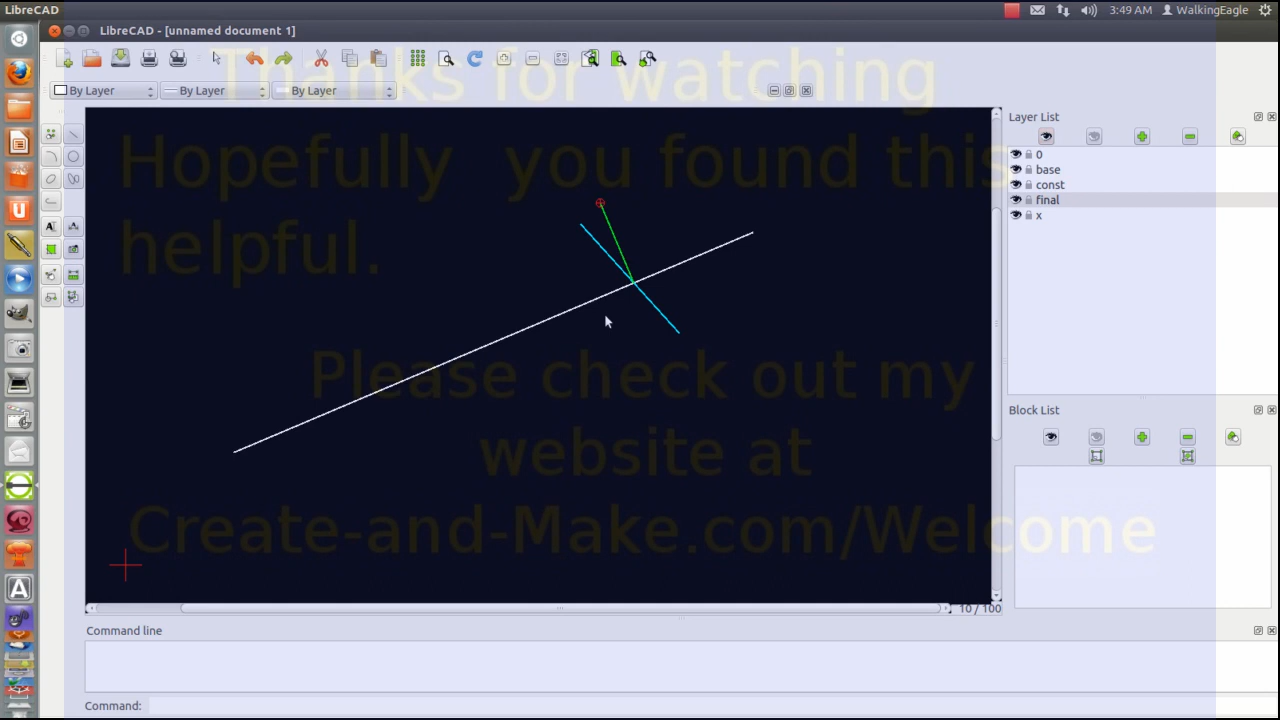 LibreCAD
3:49 AM WalkingEagle
LibreCAD - [unnamed document 1]
Thanks for watching
By Layer By Layer By Layer
Layer List
Hopefully you found this
0
base
const
final
x
helpful.
Please check out my
Block List
website at
Create-and-Make.com/Welcome
10 / 100
Command line
Command: